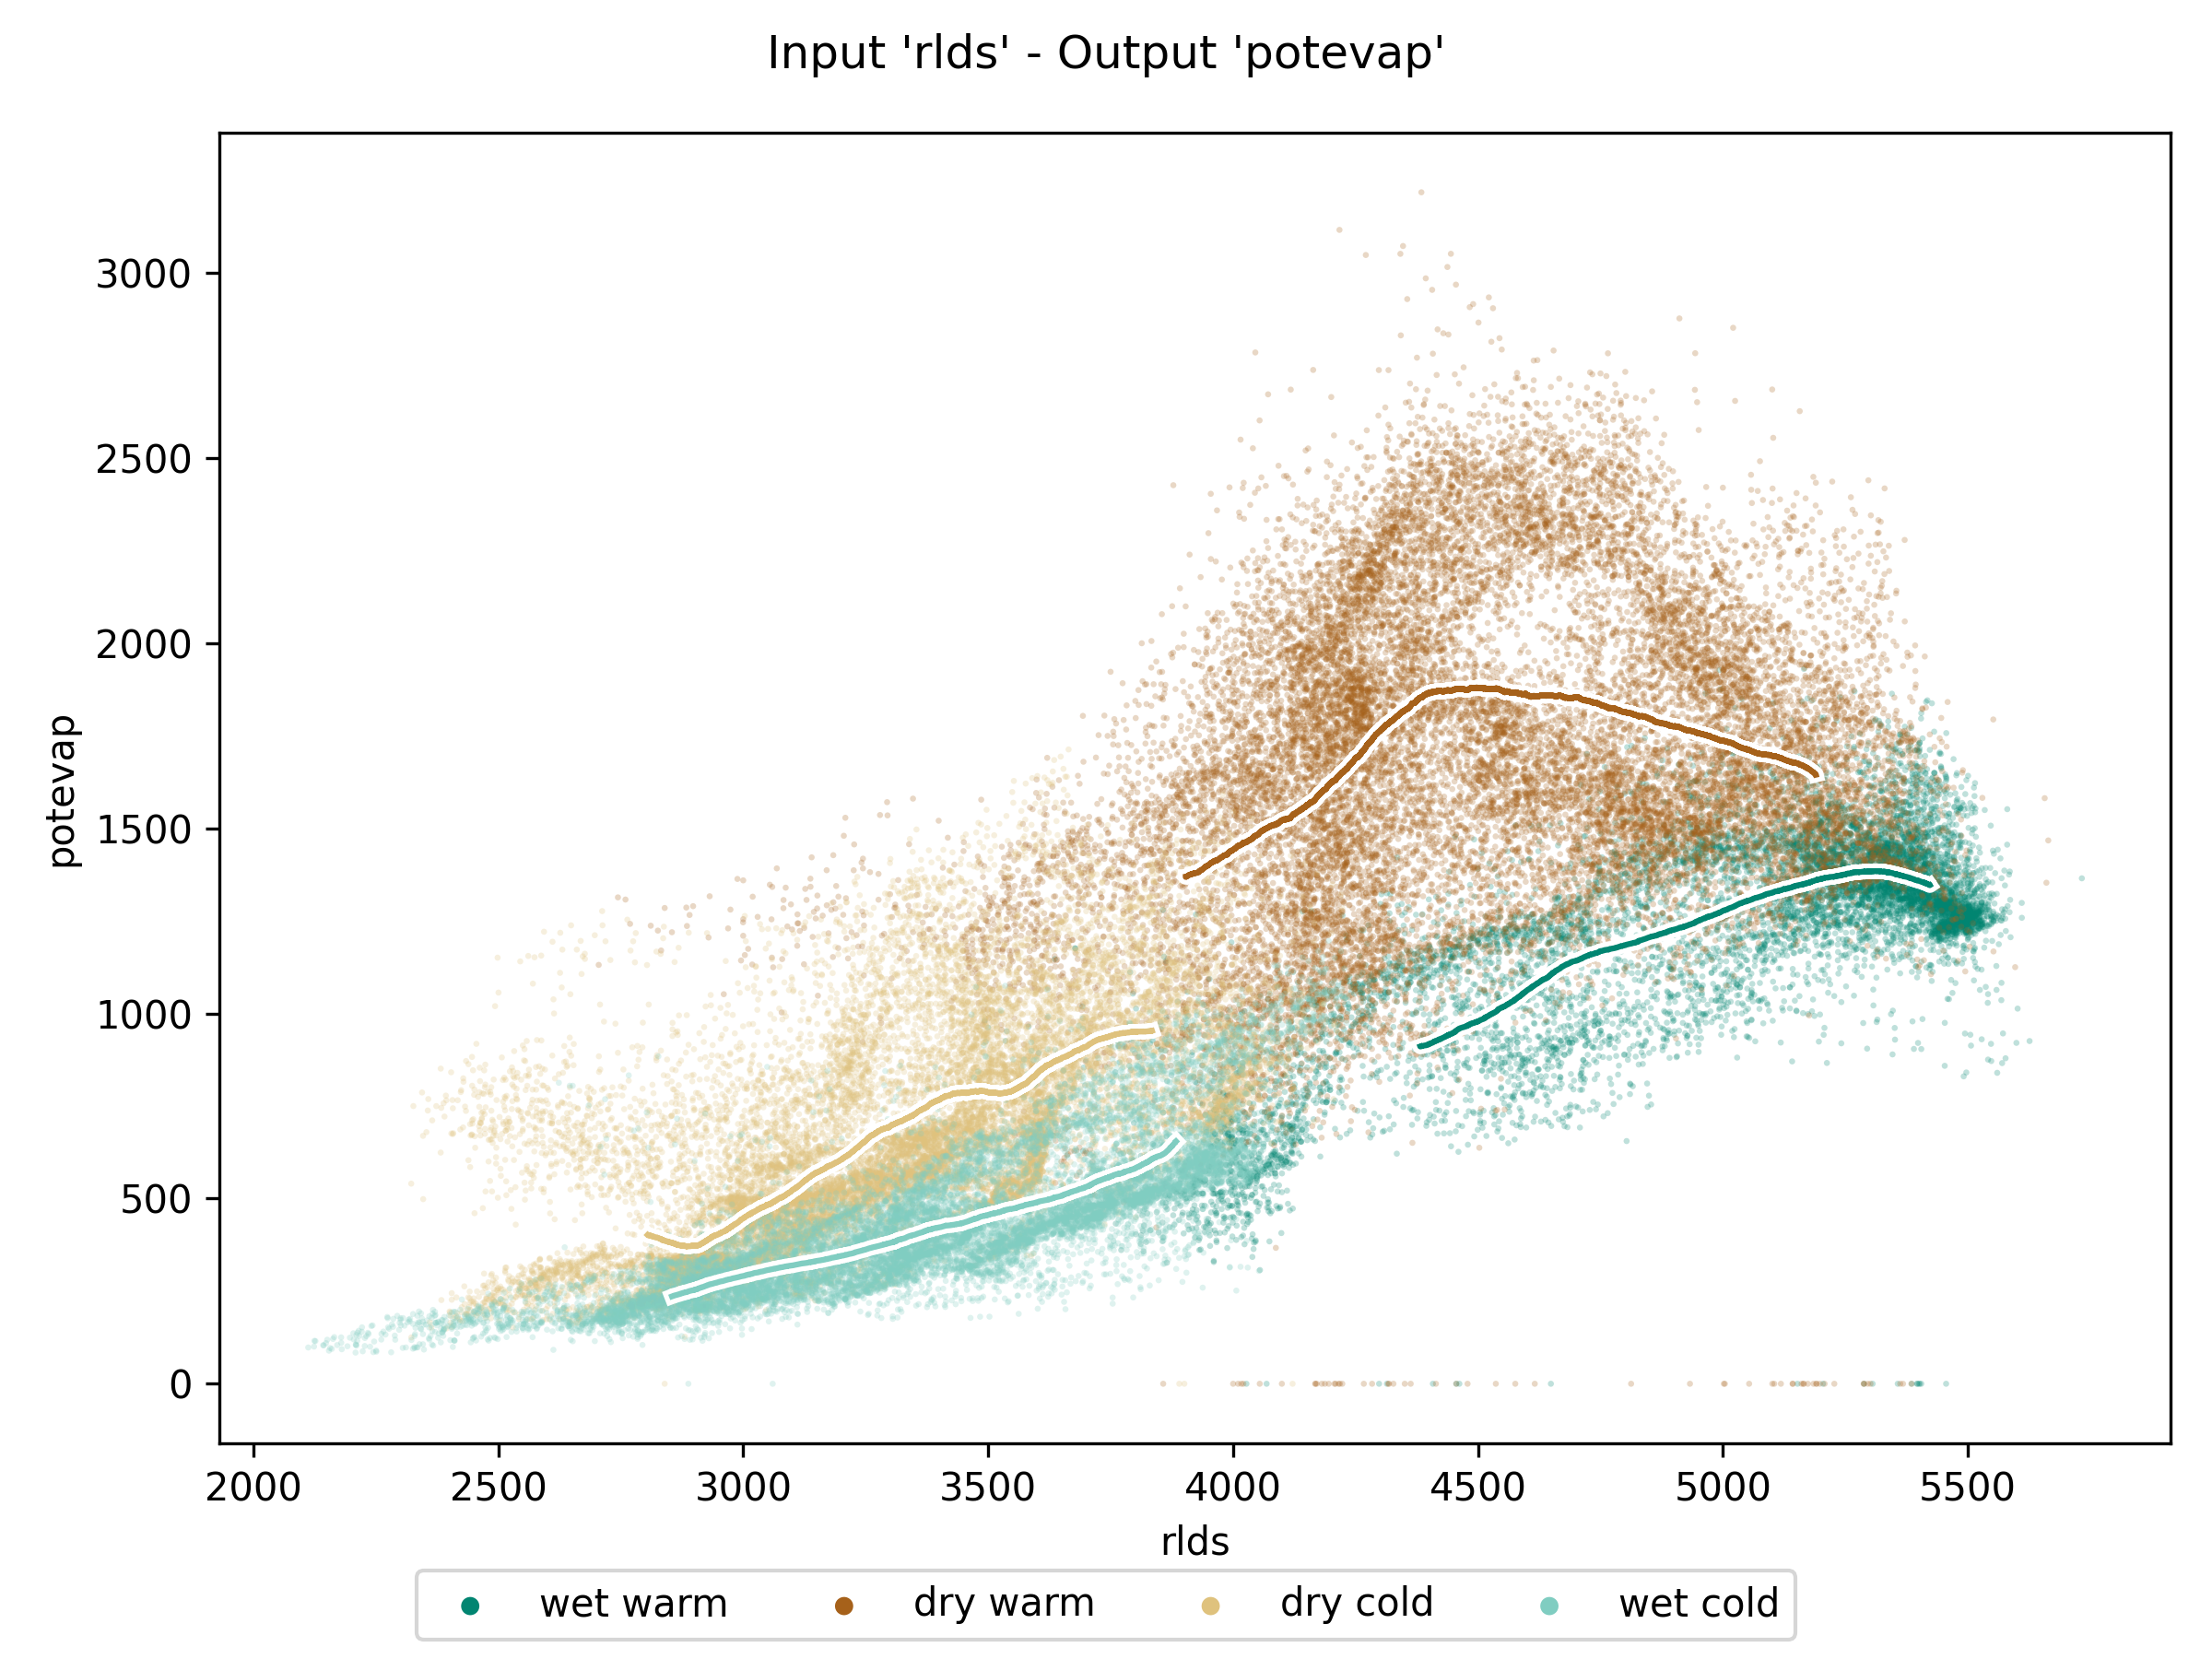 Input 'rlds' - Output 'potevap'
potevap
3000
2500
2000
1500
1000
500
0
2000 2500 3000 3500 4000 4500 5000 5500
rlds
wet warm dry warm dry cold wet cold